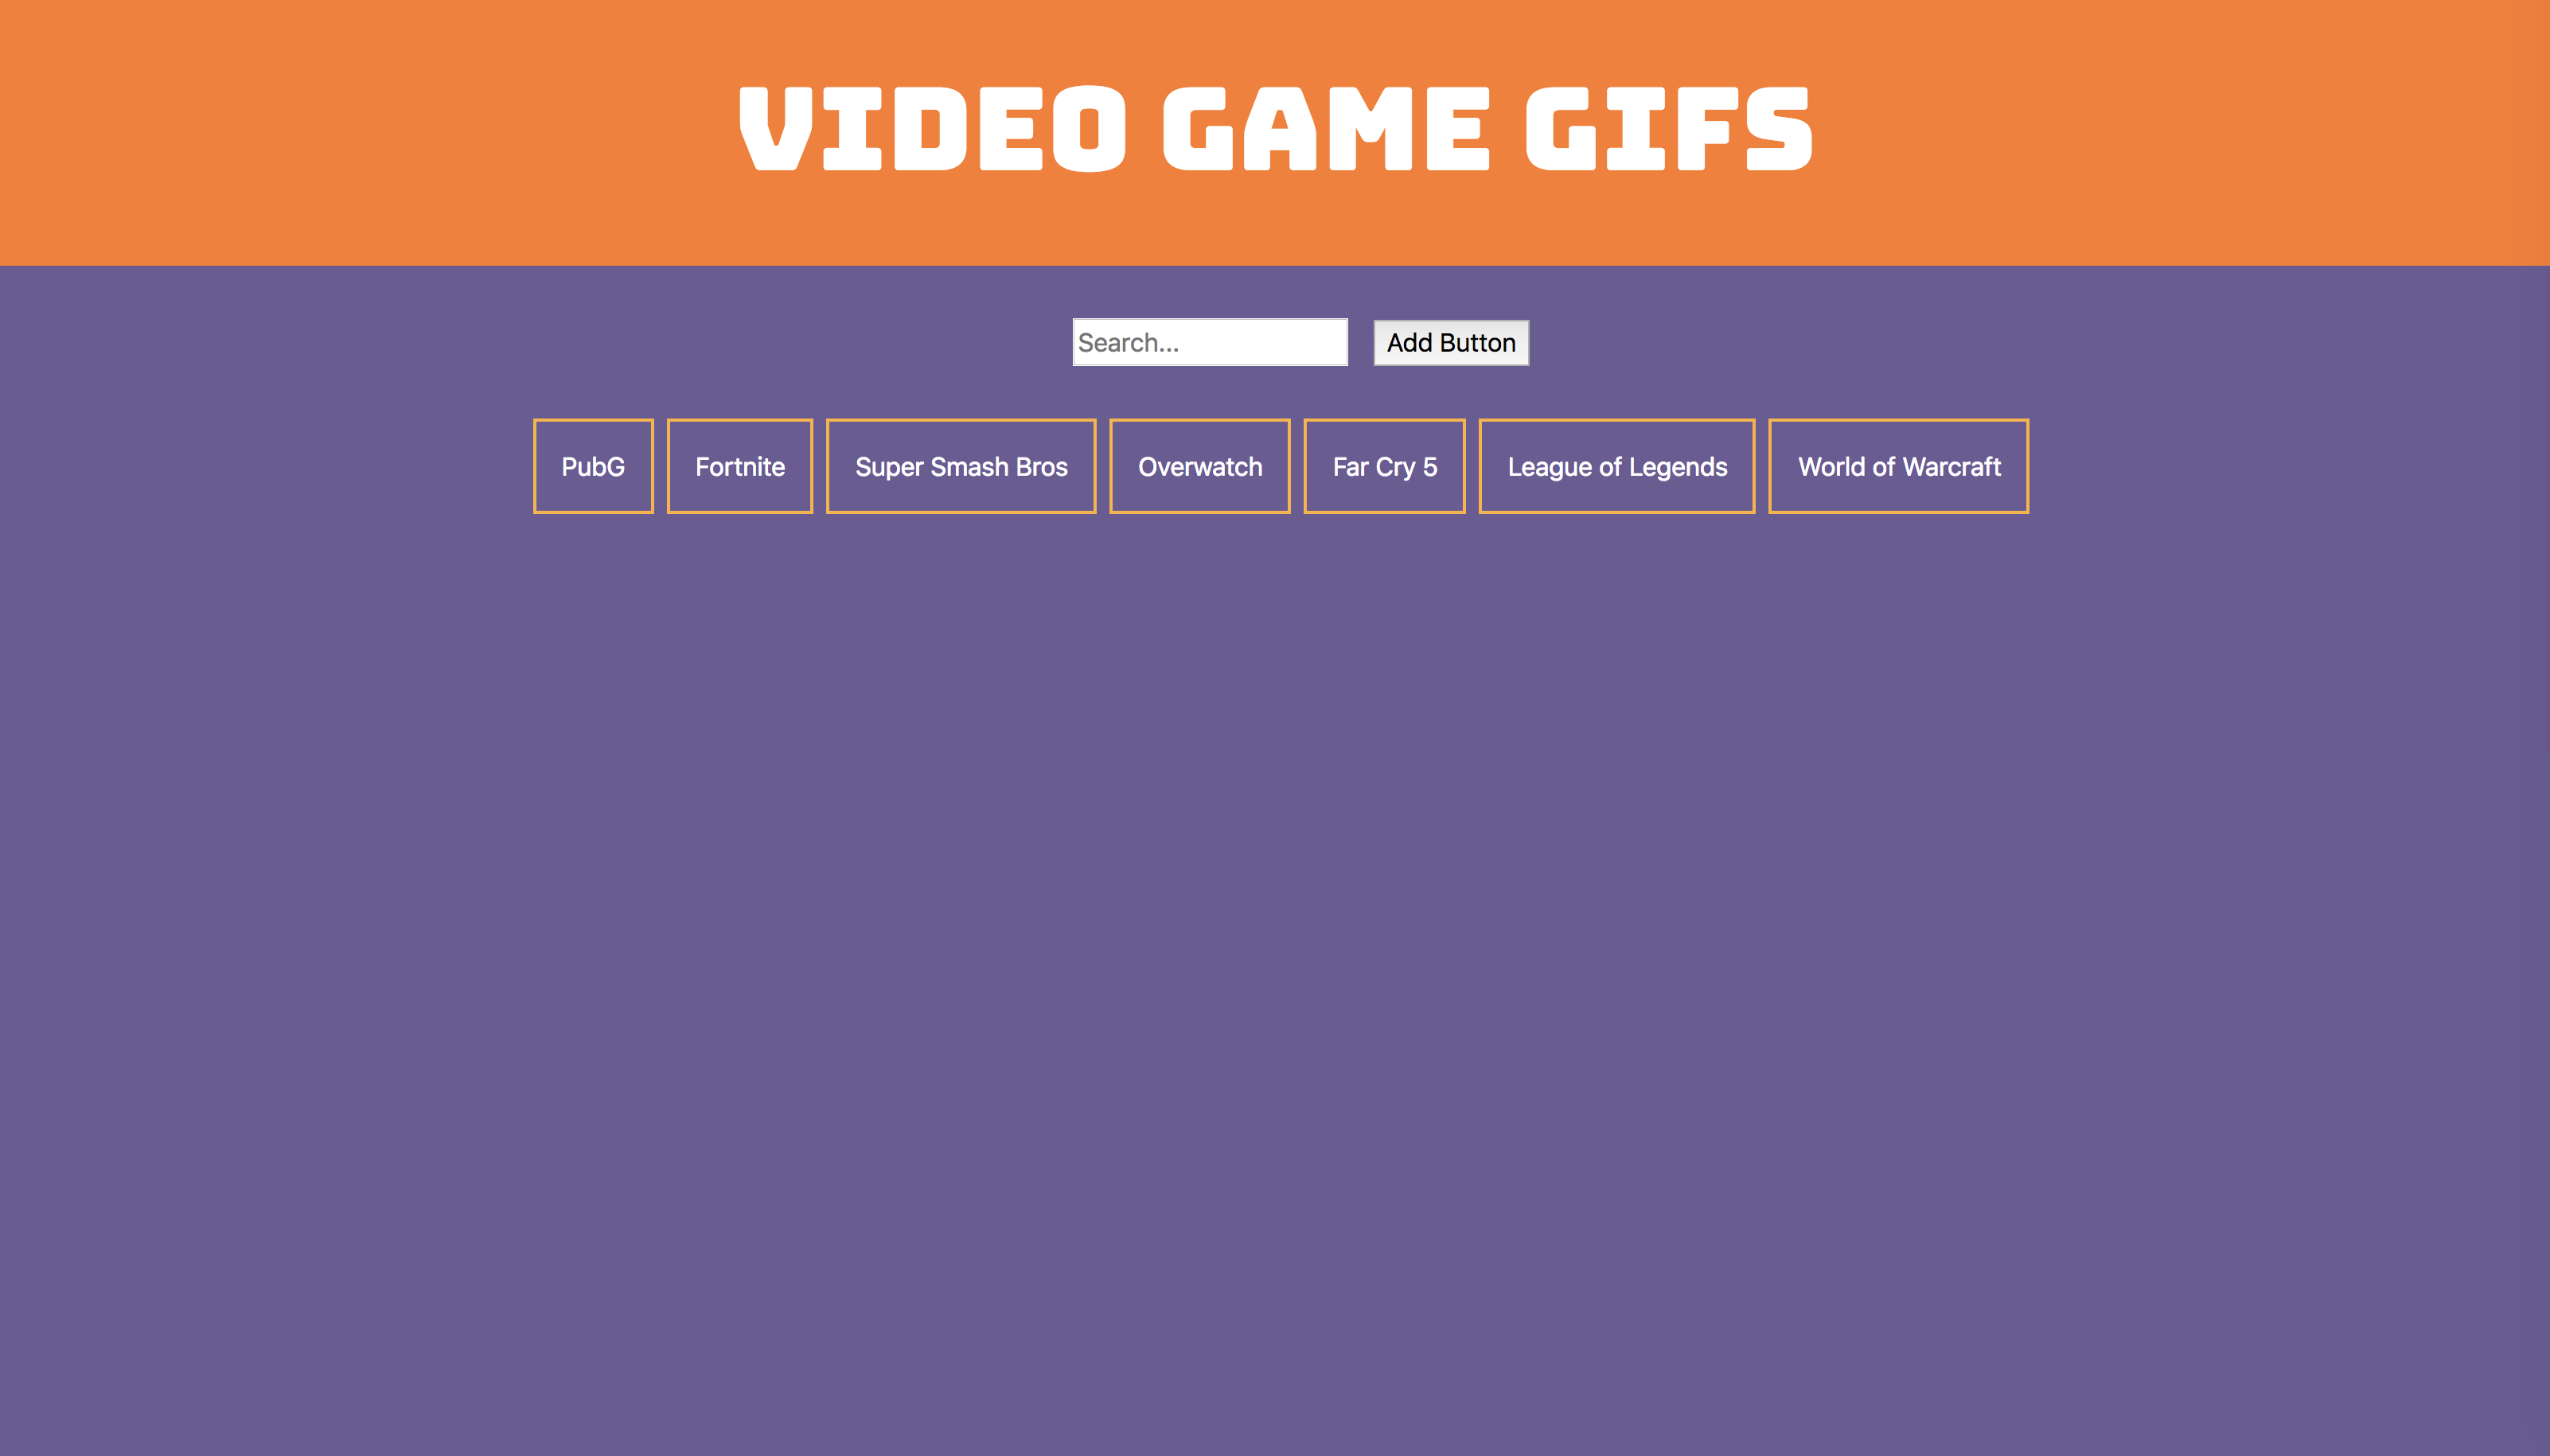 VIDEO GAME GIFS
Search... Add Button
PubG Fortnite Super Smash Bros Overwatch Far Cry 5 League of Legends World of Warcraft